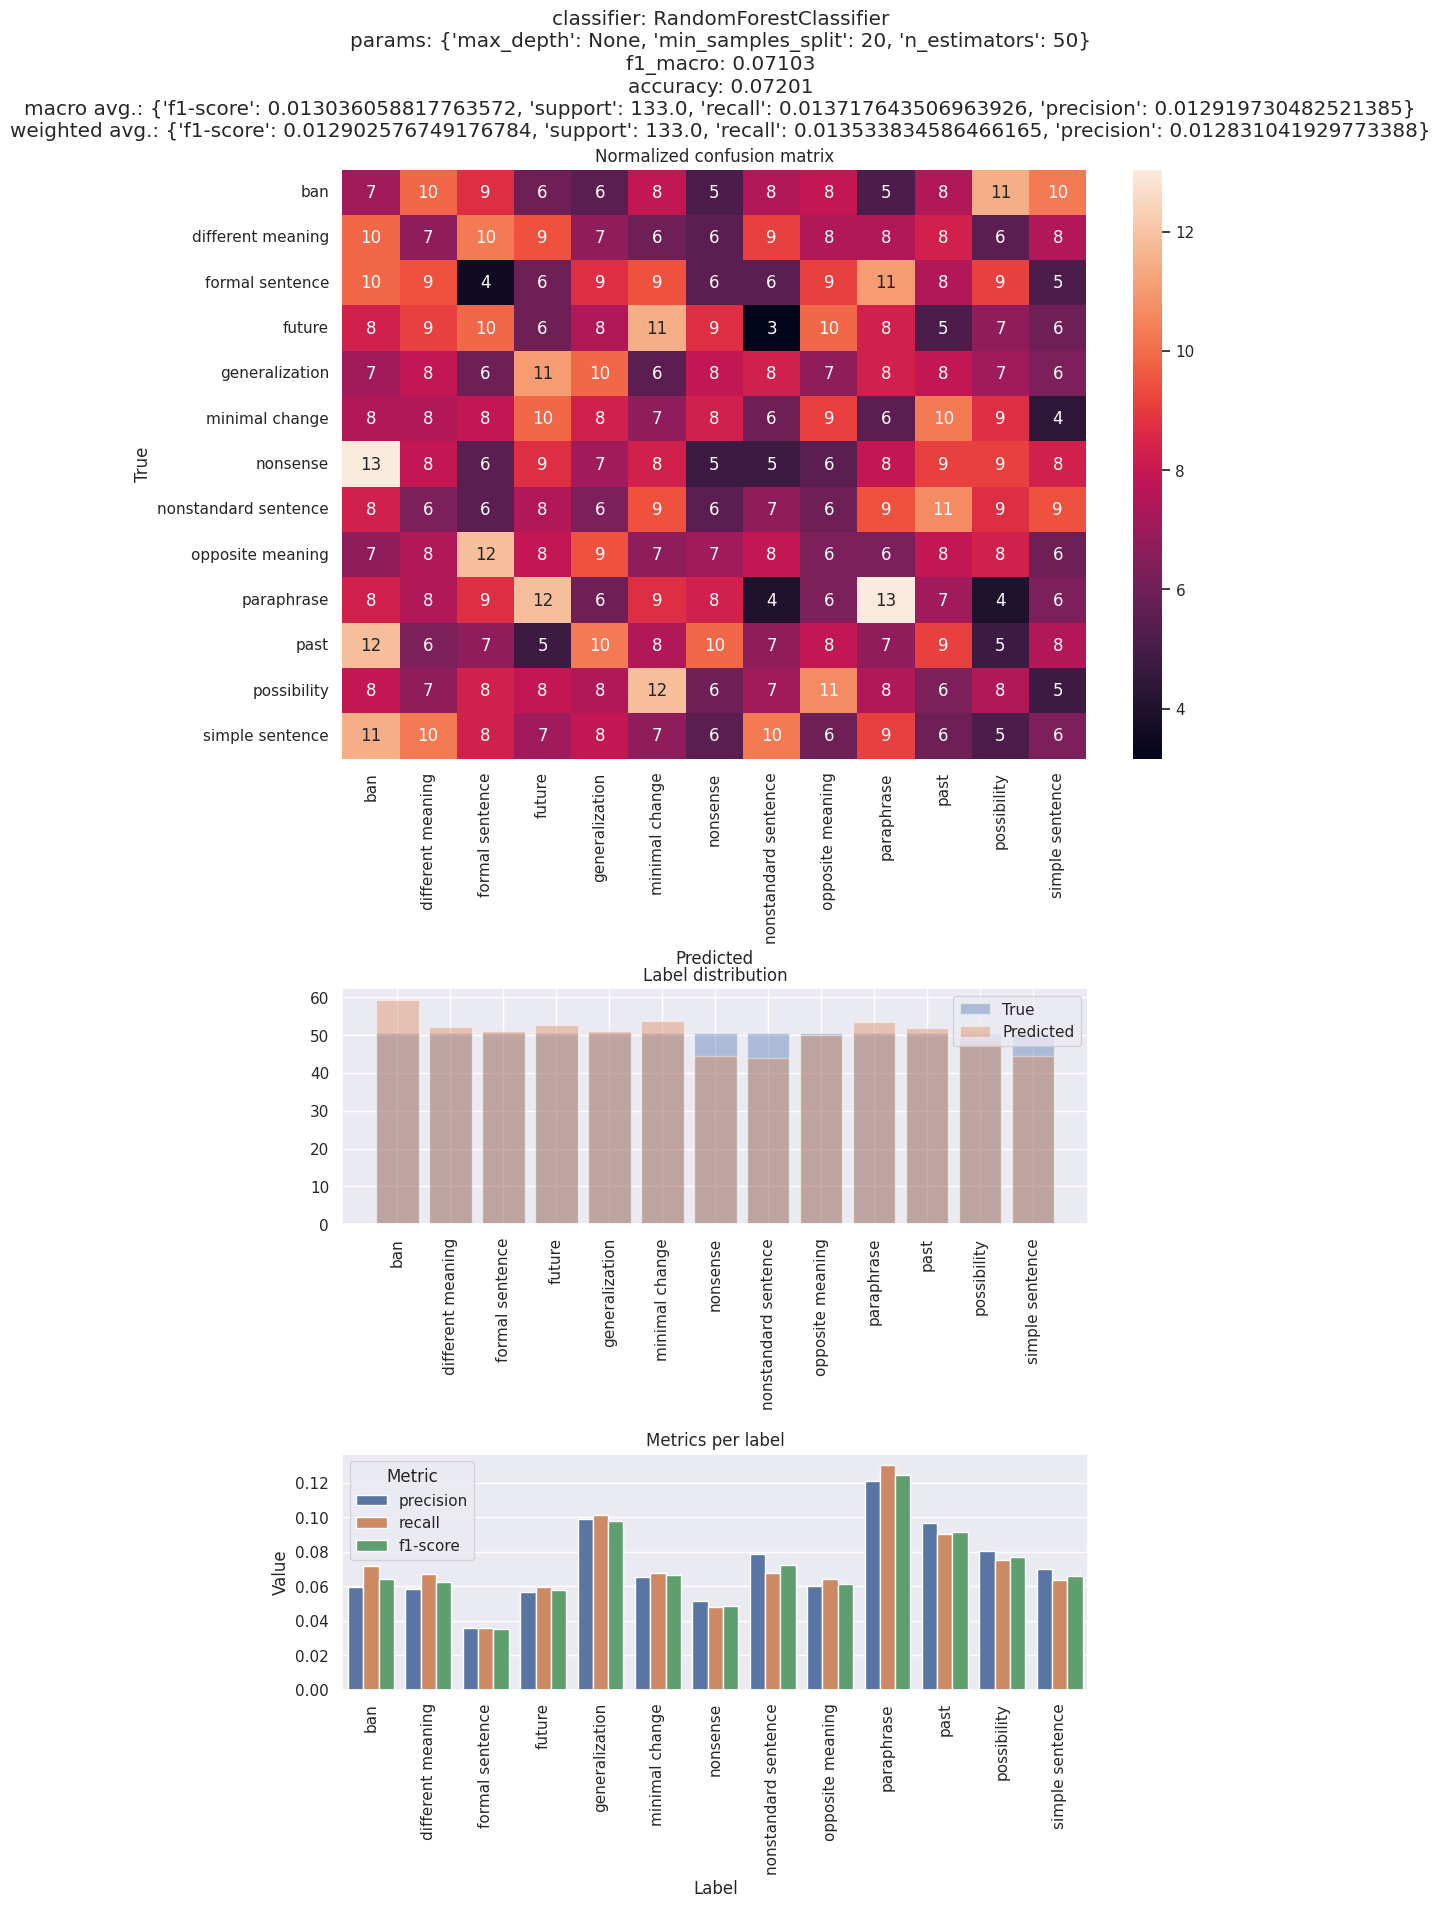 classifier: RandomForestClassifier
params: {'max_depth': None, 'min_samples_split': 20, 'n_estimators': 50}
f1_macro: 0.07103
accuracy: 0.07201
macro avg.: {'f1-score': 0.013036058817763572, 'support': 133.0, 'recall': 0.013717643506963926, 'precision': 0.012919730482521385}
weighted avg.: {'f1-score': 0.012902576749176784, 'support': 133.0, 'recall': 0.013533834586466165, 'precision': 0.012831041929773388}
Normalized confusion matrix
True
ban 7 10 9 6 6 8 5 8 8 5 8 11 10
different meaning 10 7 10 9 7 6 6 9 8 8 8 6 8
formal sentence 10 9 4 6 9 9 6 6 9 11 8 9 5
future 8 9 10 6 8 11 9 3 10 8 5 7 6
generalization 7 8 6 11 10 6 8 8 7 8 8 7 6
minimal change 8 8 8 10 8 7 8 6 9 6 10 9 4
nonsense 13 8 6 9 7 8 5 5 6 8 9 9 8
nonstandard sentence 8 6 6 8 6 9 6 7 6 9 11 9 9
opposite meaning 7 8 12 8 9 7 7 8 6 6 8 8 6
paraphrase 8 8 9 12 6 9 8 4 6 13 7 4 6
past 12 6 7 5 10 8 10 7 8 7 9 5 8
possibility 8 7 8 8 8 12 6 7 11 8 6 8 5
simple sentence 11 10 8 7 8 7 6 10 6 9 6 5 6
12
10
8
6
4
ban
different meaning
formal sentence
future
generalization
minimal change
nonsense
nonstandard sentence
opposite meaning
paraphrase
past
possibility
simple sentence
Predicted
Label distribution
60
50
40
30
20
10
0
True
Predicted
ban
different meaning
formal sentence
future
generalization
minimal change
nonsense
nonstandard sentence
opposite meaning
paraphrase
past
possibility
simple sentence
Metrics per label
Value
0.12
0.10
0.08
0.06
0.04
0.02
0.00
Metric
precision
recall
f1-score
ban
different meaning
formal sentence
future
generalization
minimal change
nonsense
nonstandard sentence
opposite meaning
paraphrase
past
possibility
simple sentence
Label